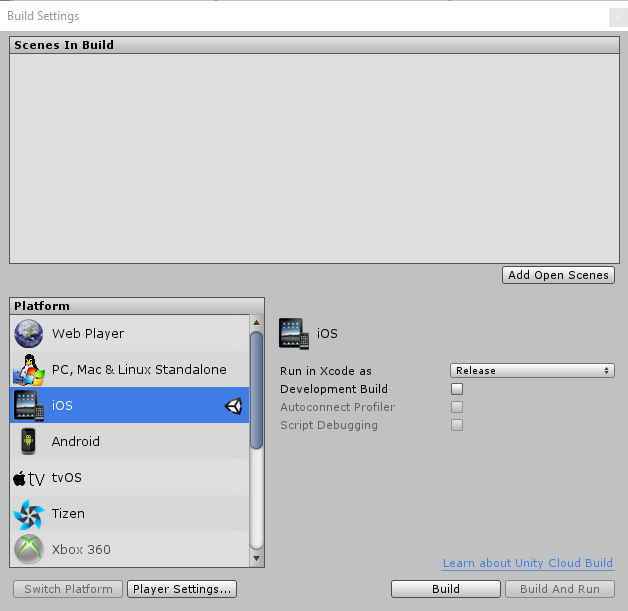 Build Settings
Scenes In Build
Add Open Scenes
Platform
Web Player
PC, Mac & Linux Standalone
iOS
Android
tvOS
Tizen
Xbox 360
iOS
Run in Xcode as Release
Development Build
Autoconnect Profiler
Script Debugging
Learn about Unity Cloud Build
Switch Platform Player Settings... Build Build And Run